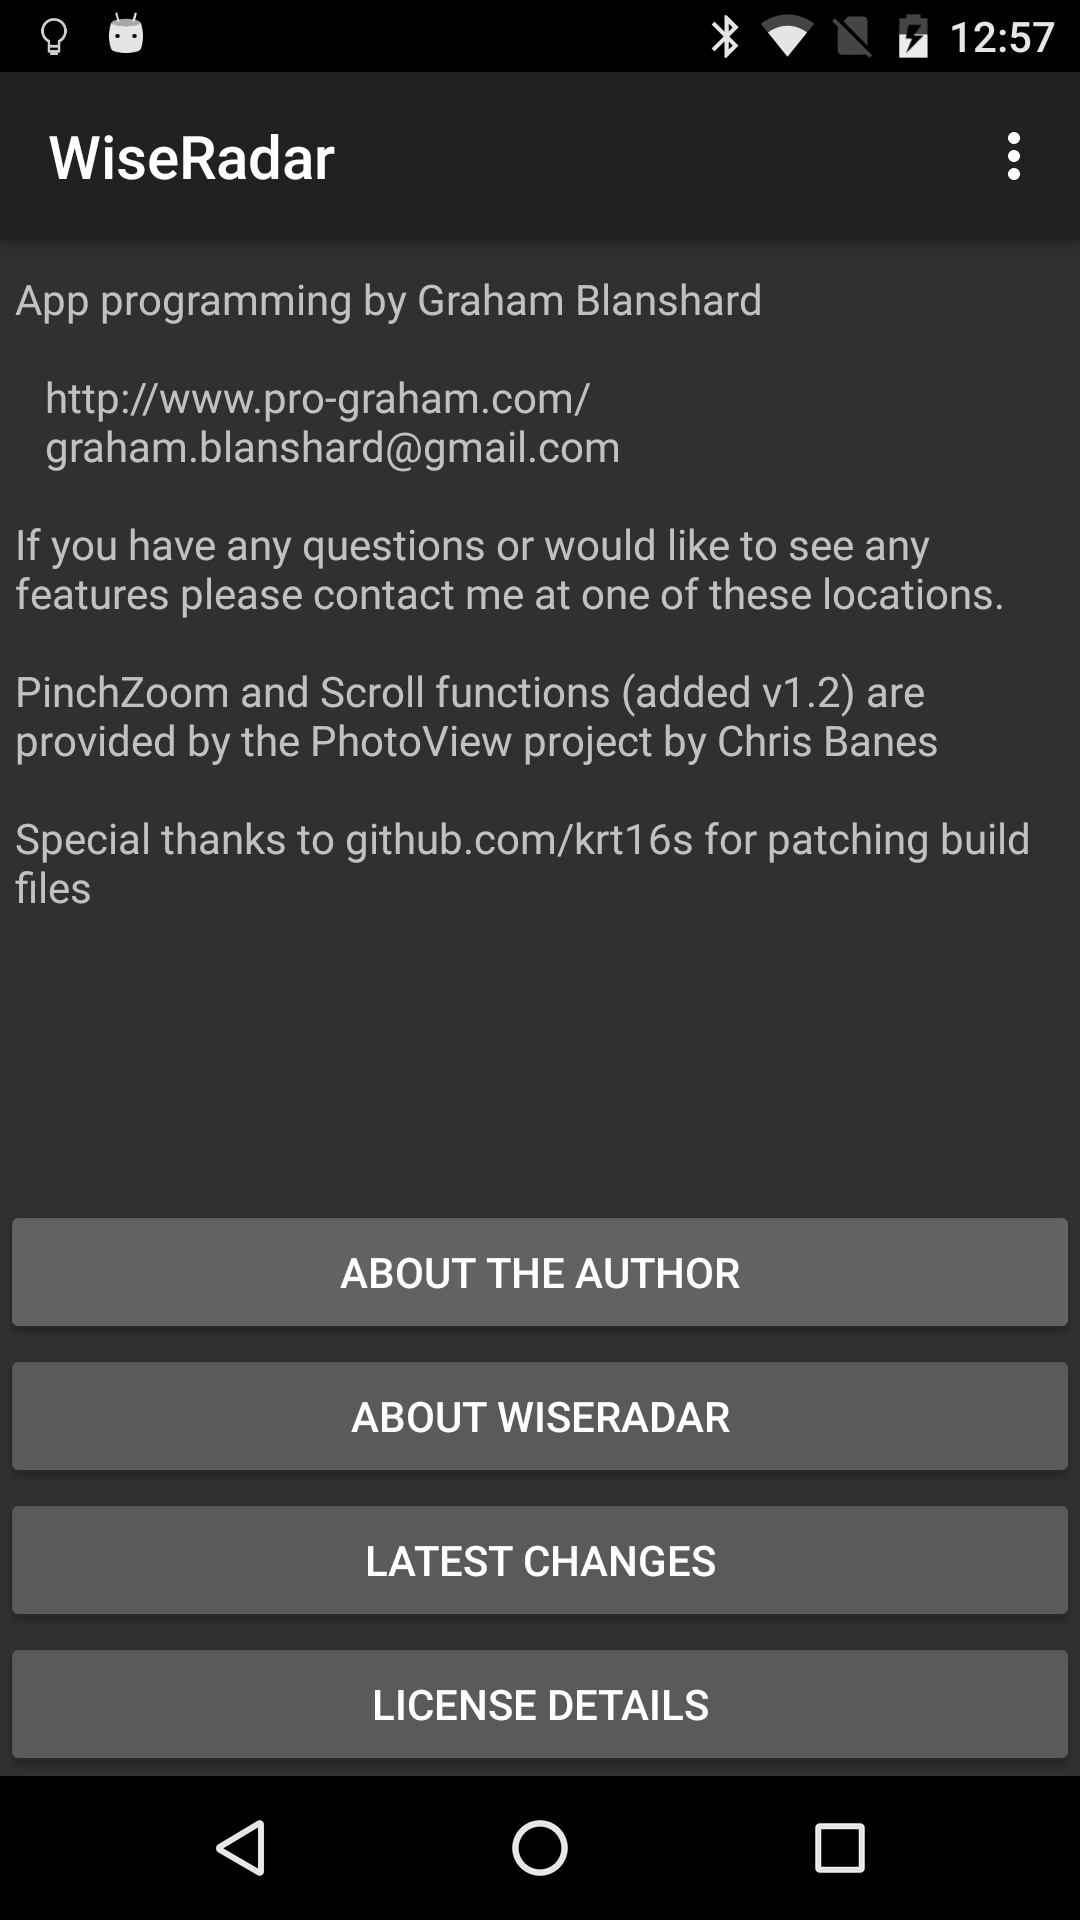 12:57
WiseRadar
App programming by Graham Blanshard
http://www.pro-graham.com/
graham.blanshard@gmail.com
If you have any questions or would like to see any
features please contact me at one of these locations.
PinchZoom and Scroll functions (added v1.2) are
provided by the PhotoView project by Chris Banes
Special thanks to github.com/krt16s for patching build
files
ABOUT THE AUTHOR
ABOUT WISERADAR
LATEST CHANGES
LICENSE DETAILS